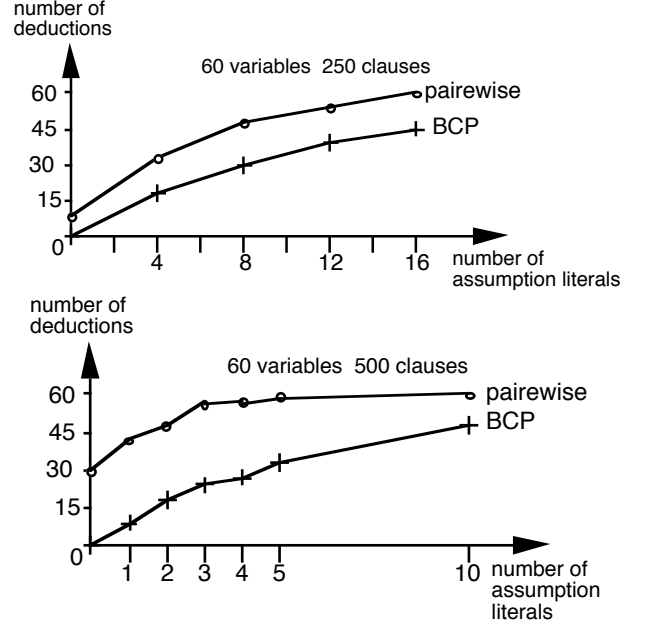 number of
deductions
60 variables 250 clauses
60
pairewise
45
BCP
30
15
0
4 8 12 16
number of
assumption literals
number of
deductions
60 variables 500 clauses
60
pairewise
45
BCP
30
15
0
1 2 3 4 5 10
number of
assumption
literals